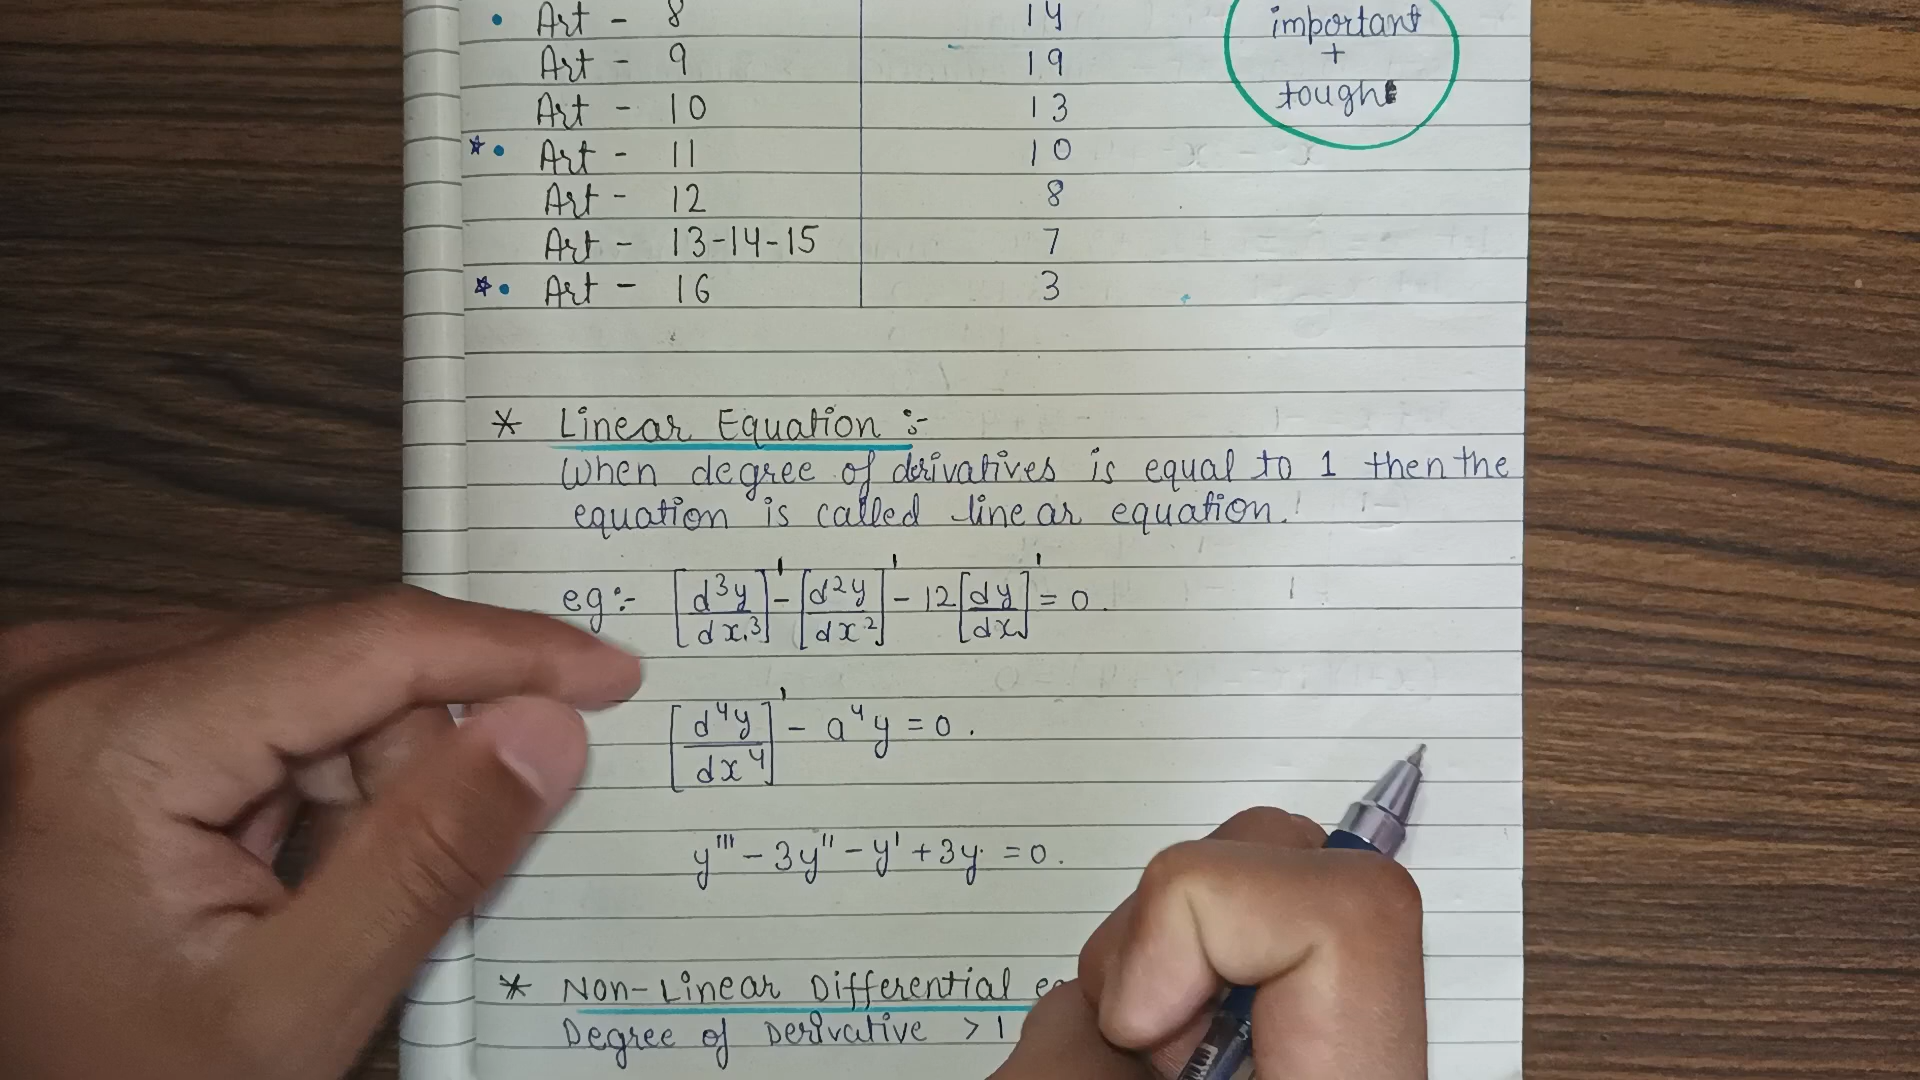 • Art - 8 14
Art - 9 19
Art - 10 13
☆• Art - 11 10
Art - 12 8
Art - 13-14-15 7
☆• Art - 16 3
important
+
tough
* Linear Equation :-
When degree of derivatives is equal to 1 then the
equation is called linear equation.
eg:- [d³y/dx³]¹ - [d²y/dx²]¹ - 12[dy/dx]¹ = 0.
[d⁴y/dx⁴]¹ - a⁴y = 0.
y''' - 3y'' - y' + 3y = 0.
* Non-Linear Differential
Degree of Derivative > 1